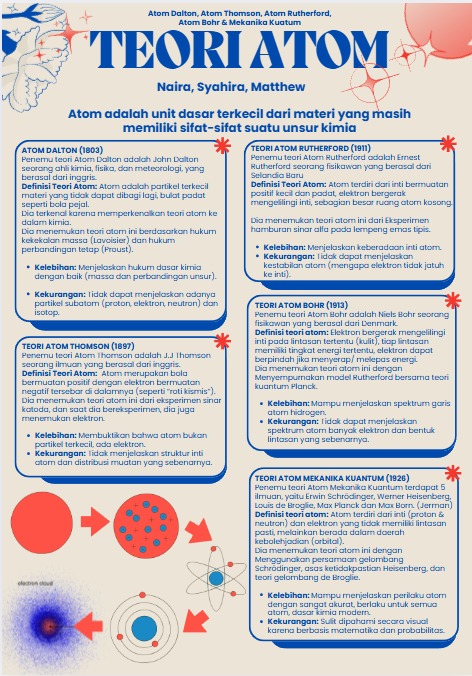 Atom Dalton, Atom Thomson, Atom Rutherford,
Atom Bohr & Mekanika Kuatum
TEORI ATOM
Naira, Syahira, Matthew
Atom adalah unit dasar terkecil dari materi yang masih
memiliki sifat-sifat suatu unsur kimia
ATOM DALTON (1803)
Penemu teori Atom Dalton adalah John Dalton
seorang ahli kimia, fisika, dan meteorologi, yang
berasal dari inggris.
Definisi Teori Atom: Atom adalah partikel terkecil
materi yang tidak dapat dibagi lagi, bulat padat
seperti bola pejal.
Dia terkenal karena memperkenalkan teori atom ke
dalam kimia.
Dia menemukan teori atom ini berdasarkan hukum
kekekalan massa (Lavoisier) dan hukum
perbandingan tetap (Proust).
• Kelebihan: Menjelaskan hukum dasar kimia
dengan baik (massa dan perbandingan unsur).
• Kekurangan: Tidak dapat menjelaskan adanya
partikel subatom (proton, elektron, neutron) dan
isotop.
TEORI ATOM THOMSON (1897)
Penemu teori Atom Thomson adalah J.J Thomson
seorang ilmuan yang berasal dari inggris.
Definisi Teori Atom: Atom merupakan bola
bermuatan positif dengan elektron bermuatan
negatif tersebar di dalamnya (seperti "roti kismis").
Dia menemukan teori atom ini dari eksperimen sinar
katoda, dan saat dia bereksperimen, dia juga
menemukan elektron.
• Kelebihan: Membuktikan bahwa atom bukan
partikel terkecil, ada elektron.
• Kekurangan: Tidak menjelaskan struktur inti
atom dan distribusi muatan yang sebenarnya.
TEORI ATOM RUTHERFORD (1911)
Penemu teori Atom Rutherford adalah Ernest
Rutherford seorang fisikawan yang berasal dari
Selandia Baru
Definisi Teori Atom: Atom terdiri dari inti bermuatan
positif kecil dan padat, elektron bergerak
mengelilingi inti, sebagian besar ruang atom kosong.
Dia menemukan teori atom ini dari Eksperimen
hamburan sinar alfa pada lempeng emas tipis.
• Kelebihan: Menjelaskan keberadaan inti atom.
• Kekurangan: Tidak dapat menjelaskan
kestabilan atom (mengapa elektron tidak jatuh
ke inti).
TEORI ATOM BOHR (1913)
Penemu teori Atom Bohr adalah Niels Bohr seorang
fisikawan yang berasal dari Denmark.
Definisi teori atom: Elektron bergerak mengelilingi
inti pada lintasan tertentu (kulit), tiap lintasan
memiliki tingkat energi tertentu, elektron dapat
berpindah jika menyerap/ melepas energi.
Dia menemukan teori atom ini dengan
Menyempurnakan model Rutherford bersama teori
kuantum Planck.
• Kelebihan: Mampu menjelaskan spektrum garis
atom hidrogen.
• Kekurangan: Tidak dapat menjelaskan
spektrum atom banyak elektron dan bentuk
lintasan yang sebenarnya.
TEORI ATOM MEKANIKA KUANTUM (1926)
Penemu teori Atom Mekanika Kuantum terdapat 5
ilmuan, yaitu Erwin Schrödinger, Werner Heisenberg,
Louis de Broglie, Max Planck dan Max Born. (Jerman)
Definisi teori atom: Atom terdiri dari inti (proton &
neutron) dan elektron yang tidak memiliki lintasan
pasti, melainkan berada dalam daerah
kebolehjadian (orbital).
Dia menemukan teori atom ini dengan
Menggunakan persamaan gelombang
Schrödinger, asas ketidakpastian Heisenberg, dan
teori gelombang de Broglie.
• Kelebihan: Mampu menjelaskan perilaku atom
dengan sangat akurat, berlaku untuk semua
atom, dasar kimia modern.
• Kekurangan: Sulit dipahami secara visual
karena berbasis matematika dan probabilitas.
electron cloud